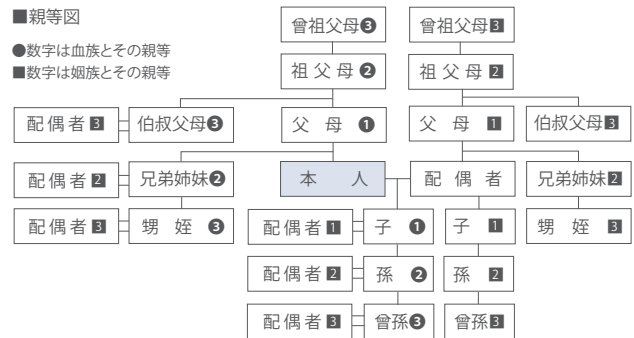 ■親等図
●数字は血族とその親等
■数字は姻族とその親等
曾祖父母❸
曾祖父母3
祖父母❷
祖父母2
配偶者3
伯叔父母❸
父母❶
父母1
伯叔父母3
配偶者2
兄弟姉妹❷
本人
配偶者
兄弟姉妹2
配偶者3
甥姪❸
配偶者1
子❶
子1
甥姪3
配偶者2
孫❷
孫2
配偶者3
曾孫❸
曾孫3